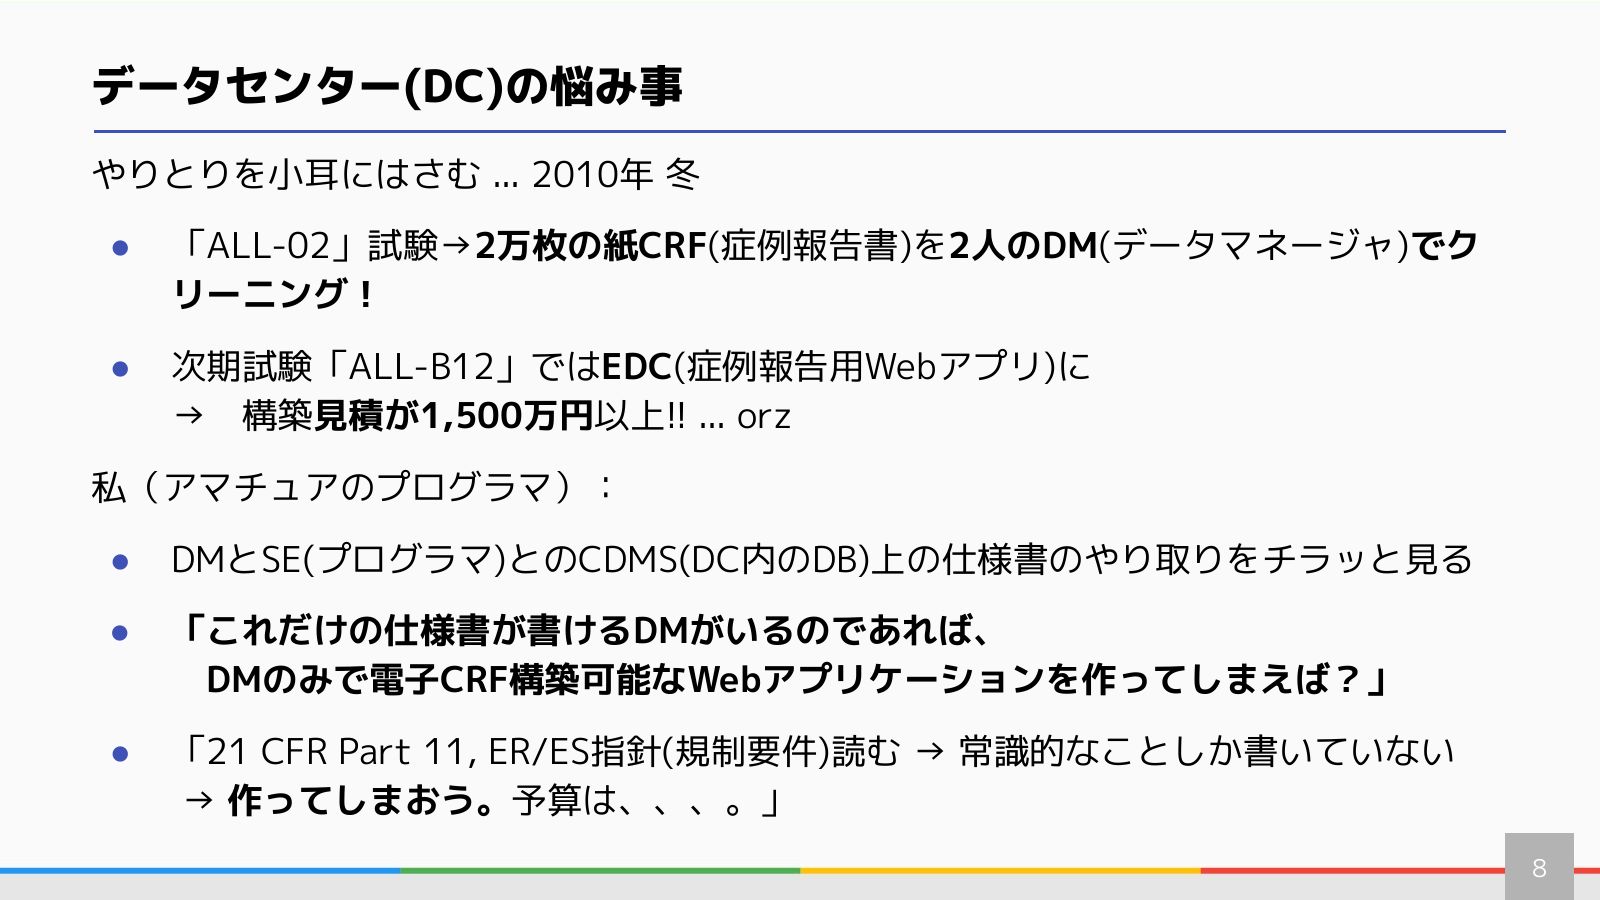 データセンター(DC)の悩み事
やりとりを小耳にはさむ ... 2010年 冬
● 「ALL-02」試験→2万枚の紙CRF(症例報告書)を2人のDM(データマネージャ)でク
リーニング！
● 次期試験「ALL-B12」ではEDC(症例報告用Webアプリ)に
→　構築見積が1,500万円以上!! ... orz
私（アマチュアのプログラマ）：
● DMとSE(プログラマ)とのCDMS(DC内のDB)上の仕様書のやり取りをチラッと見る
● 「これだけの仕様書が書けるDMがいるのであれば、
DMのみで電子CRF構築可能なWebアプリケーションを作ってしまえば？」
● 「21 CFR Part 11, ER/ES指針(規制要件)読む → 常識的なことしか書いていない
→ 作ってしまおう。予算は、、、。」
8